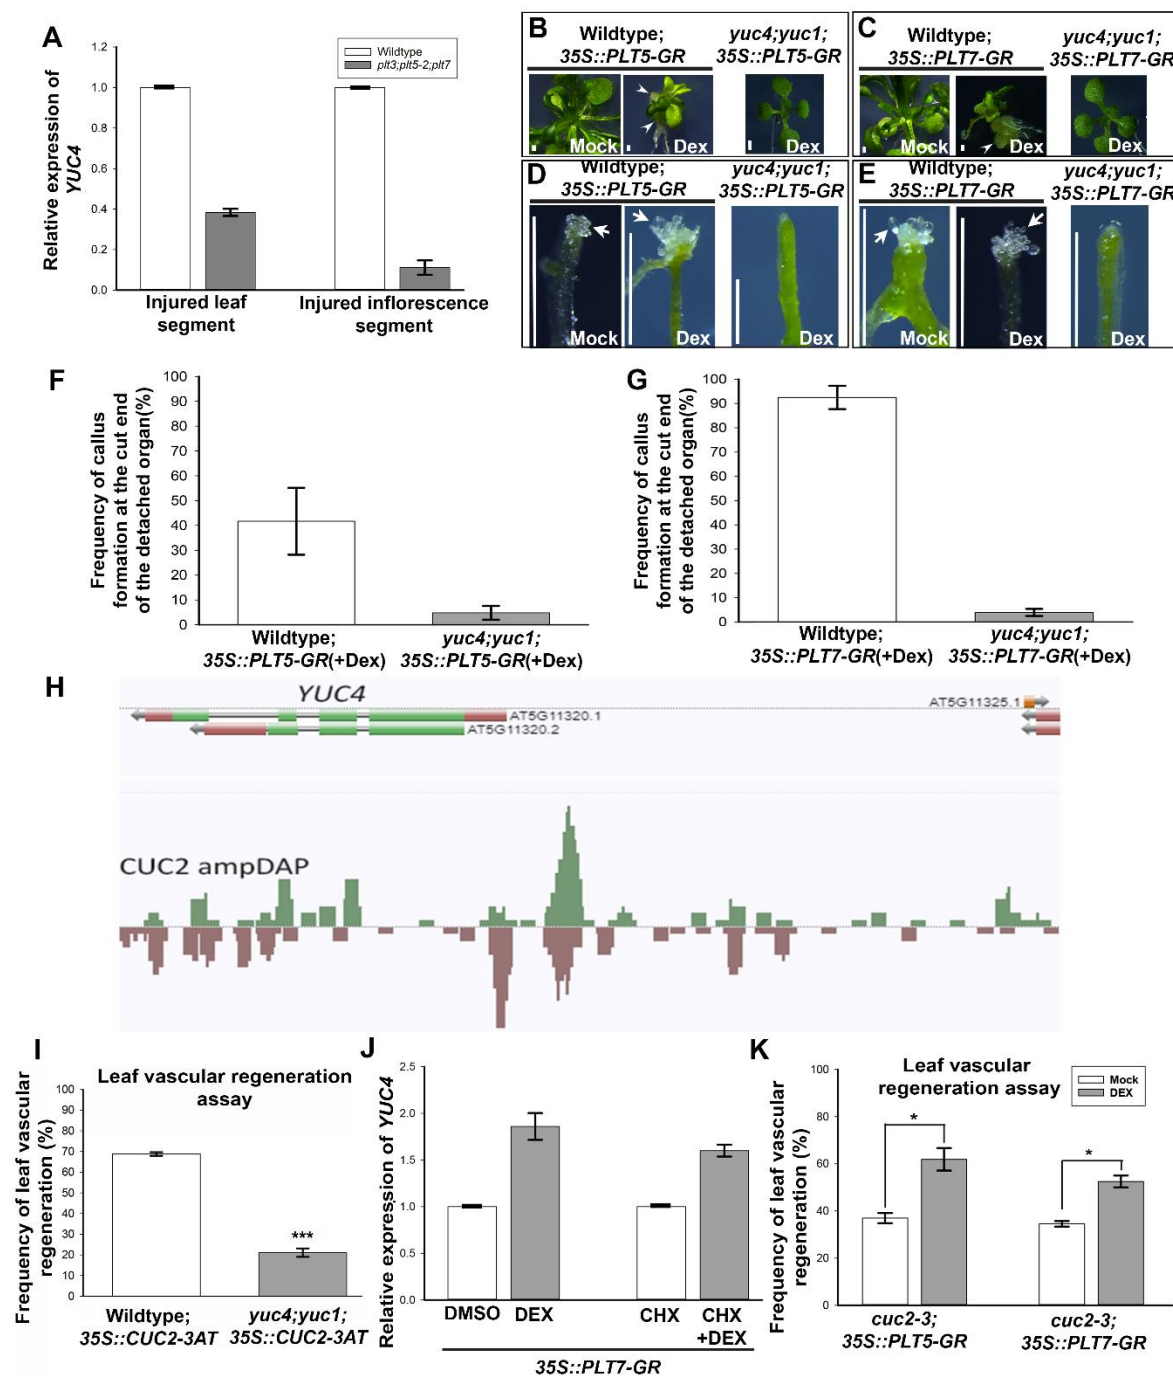 A
Relative expression of
YUC4
1.2
1.0
0.8
0.6
0.4
0.2
0.0
Wildtype
plt3;plt5-2;plt7
Injured leaf
segment
Injured inflorescence
segment
B
Wildtype;
35S::PLT5-GR
yuc4;yuc1;
35S::PLT5-GR
Mock
Dex
Dex
C
Wildtype;
35S::PLT7-GR
yuc4;yuc1;
35S::PLT7-GR
Mock
Dex
Dex
D
Wildtype;
35S::PLT5-GR
yuc4;yuc1;
35S::PLT5-GR
Mock
Dex
Dex
E
Wildtype;
35S::PLT7-GR
yuc4;yuc1;
35S::PLT7-GR
Mock
Dex
Dex
F
Frequency of callus
formation at the cut end
of the detached organ(%)
100
90
80
70
60
50
40
30
20
10
0
Wildtype;
35S::PLT5-GR(+Dex)
yuc4;yuc1;
35S::PLT5-GR(+Dex)
G
Frequency of callus
formation at the cut end
of the detached organ(%)
100
90
80
70
60
50
40
30
20
10
0
Wildtype;
35S::PLT7-GR(+Dex)
yuc4;yuc1;
35S::PLT7-GR(+Dex)
H
YUC4
AT5G11320.1
AT5G11320.2
AT5G11325.1
CUC2 ampDAP
I
Leaf vascular regeneration
assay
Frequency of leaf vascular
regeneration (%)
100
90
80
70
60
50
40
30
20
10
0
***
Wildtype;
35S::CUC2-3AT
yuc4;yuc1;
35S::CUC2-3AT
J
Relative expression of YUC4
2.5
2.0
1.5
1.0
0.5
0.0
DMSO
DEX
CHX
CHX
+DEX
35S::PLT7-GR
K
Leaf vascular
regeneration assay
Mock
DEX
Frequency of leaf vascular
regeneration (%)
100
80
60
40
20
0
*
*
cuc2-3;
35S::PLT5-GR
cuc2-3;
35S::PLT7-GR